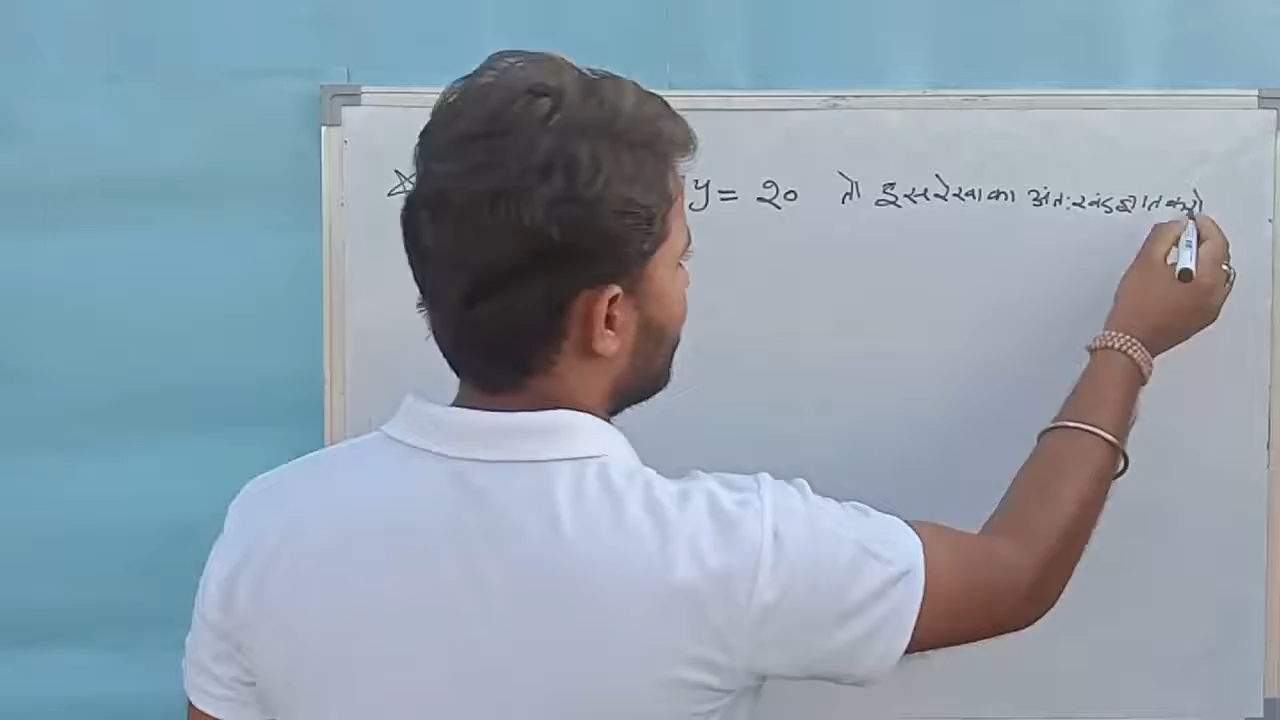 y = २० तो इस रेखा का अंत:खंड ज्ञात करो